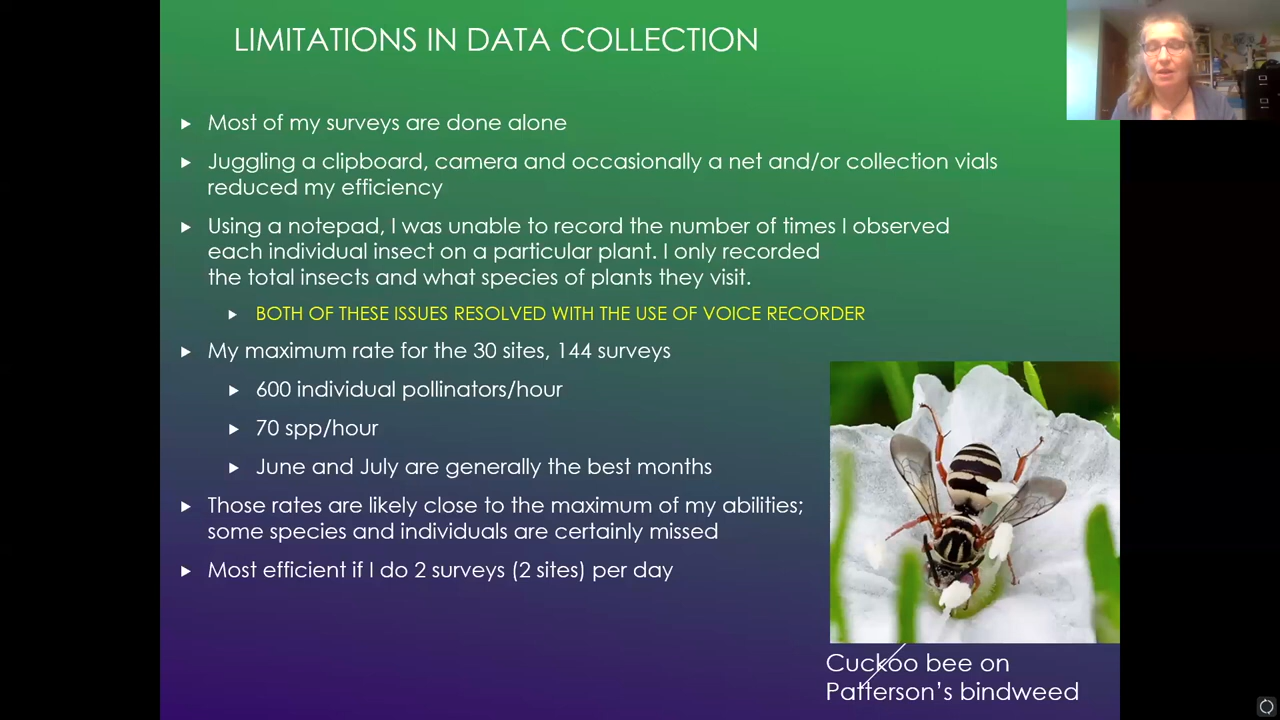 LIMITATIONS IN DATA COLLECTION
Most of my surveys are done alone
Juggling a clipboard, camera and occasionally a net and/or collection vials
reduced my efficiency
Using a notepad, I was unable to record the number of times I observed
each individual insect on a particular plant. I only recorded
the total insects and what species of plants they visit.
BOTH OF THESE ISSUES RESOLVED WITH THE USE OF VOICE RECORDER
My maximum rate for the 30 sites, 144 surveys
600 individual pollinators/hour
70 spp/hour
June and July are generally the best months
Those rates are likely close to the maximum of my abilities;
some species and individuals are certainly missed
Most efficient if I do 2 surveys (2 sites) per day
Cuckoo bee on
Patterson's bindweed